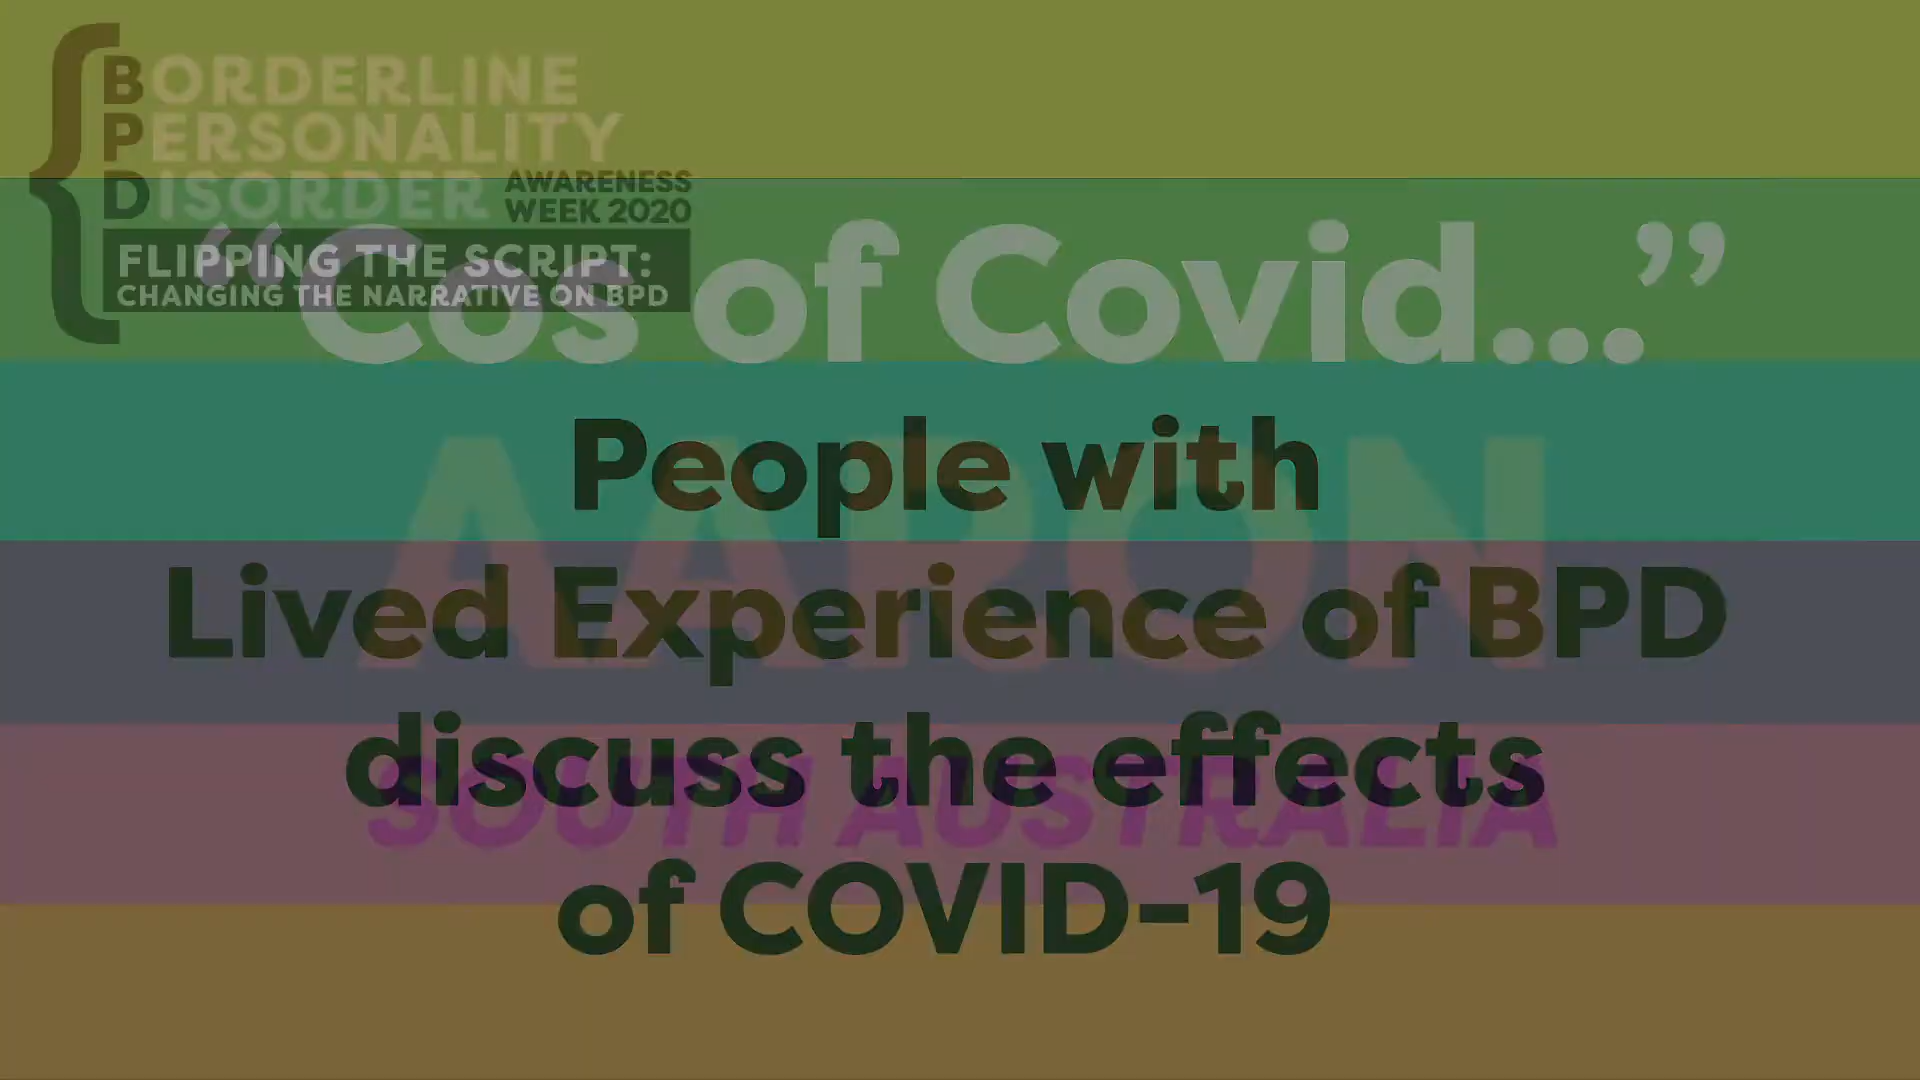 BORDERLINE
PERSONALITY
DISORDER AWARENESS
WEEK 2020
FLIPPING THE SCRIPT:
CHANGING THE NARRATIVE ON BPD
“Cos of Covid...”
People with
Lived Experience of BPD
discuss the effects
of COVID-19
AARON
SOUTH AUSTRALIA